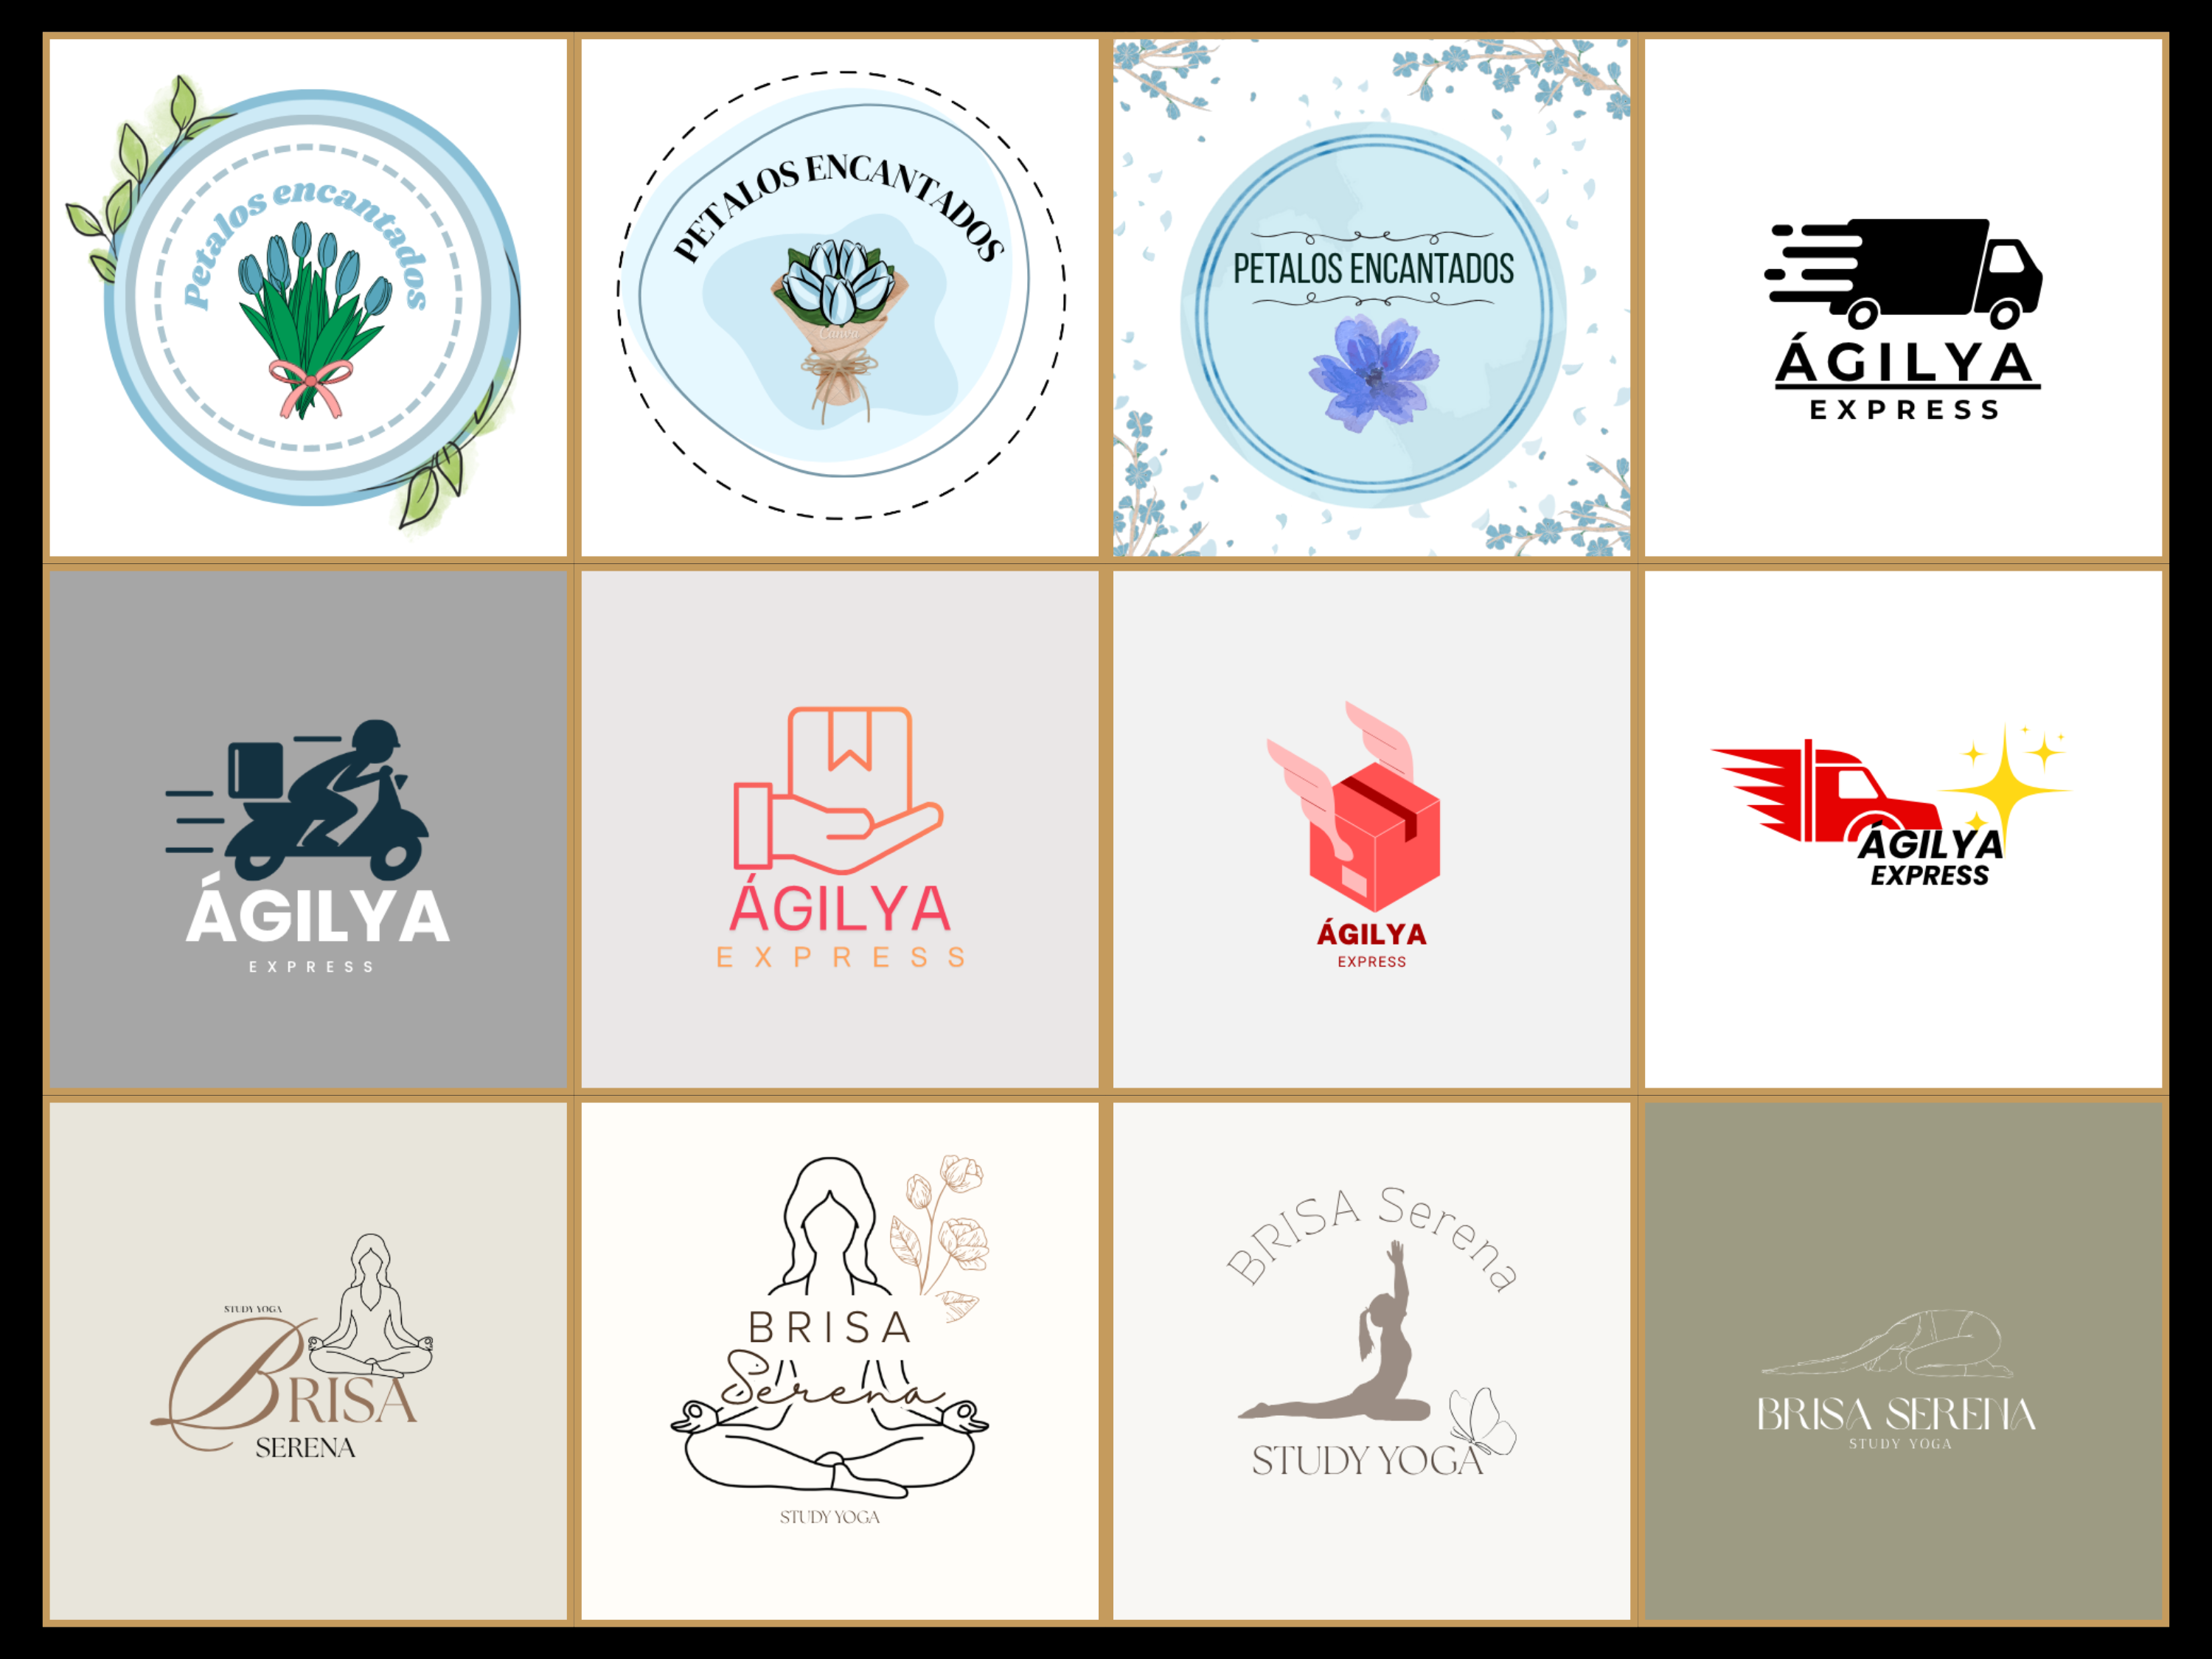 Petalos encantados
PETALOS ENCANTADOS
Canva
PETALOS ENCANTADOS
ÁGILYA
EXPRESS
ÁGILYA
EXPRESS
ÁGILYA
EXPRESS
ÁGILYA
EXPRESS
ÁGILYA
EXPRESS
STUDY YOGA
BRISA
SERENA
BRISA
Serena
STUDY YOGA
BRISA Serena
STUDY YOGA
BRISA SERENA
STUDY YOGA